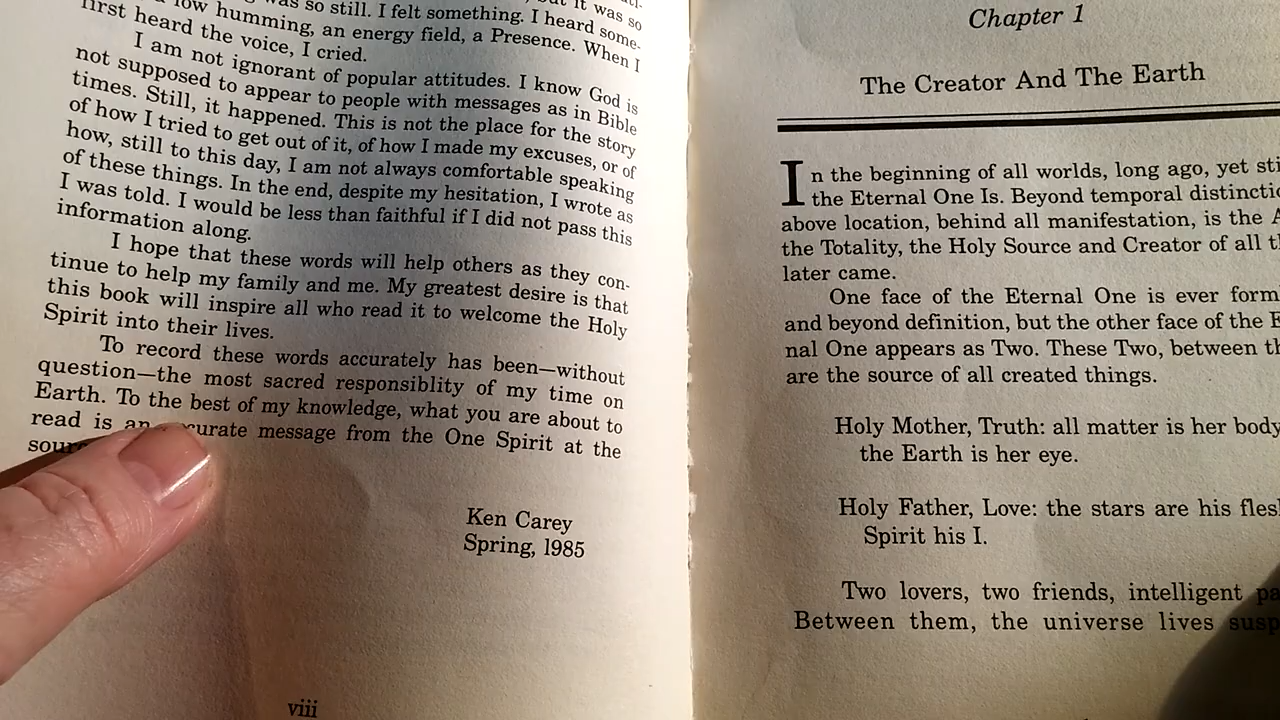 was so still. I felt something. I heard some-
low humming, an energy field, a Presence. When I
first heard the voice, I cried.
I am not ignorant of popular attitudes. I know God is
not supposed to appear to people with messages as in Bible
times. Still, it happened. This is not the place for the story
of how I tried to get out of it, of how I made my excuses, or of
how, still to this day, I am not always comfortable speaking
of these things. In the end, despite my hesitation, I wrote as
I was told. I would be less than faithful if I did not pass this
information along.
I hope that these words will help others as they con-
tinue to help my family and me. My greatest desire is that
this book will inspire all who read it to welcome the Holy
Spirit into their lives.
To record these words accurately has been—without
question—the most sacred responsiblity of my time on
Earth. To the best of my knowledge, what you are about to
read is an message from the One Spirit at the
Ken Carey
Spring, 1985
viii
Chapter 1
The Creator And The Earth
In the beginning of all worlds, long ago, yet
the Eternal One Is. Beyond temporal
above location, behind all manifestation, is the
the Totality, the Holy Source and Creator of all
later came.
One face of the Eternal One is ever
and beyond definition, but the other face of the
nal One appears as Two. These Two, between
are the source of all created things.
Holy Mother, Truth: all matter is her body
the Earth is her eye.
Holy Father, Love: the stars are his
Spirit his I.
Two lovers, two friends, intelligent
Between them, the universe lives